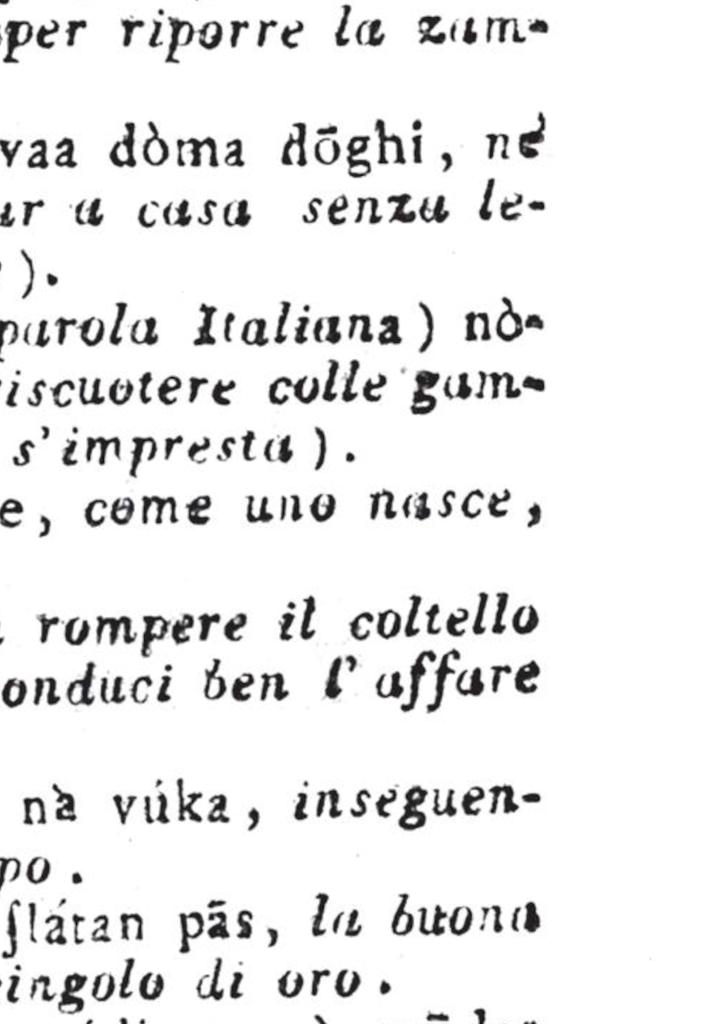 per riporre la zam-
vaa dòma dōghi, nè
ur a casa senza le-
).
parola Italiana) nò-
iscuotere colle gam-
s'impresta).
e, come uno nasce,
rompere il coltello
onduci ben l'affare
nà vúka, inseguen-
po.
ſlátan pās, la buona
ingolo di oro.